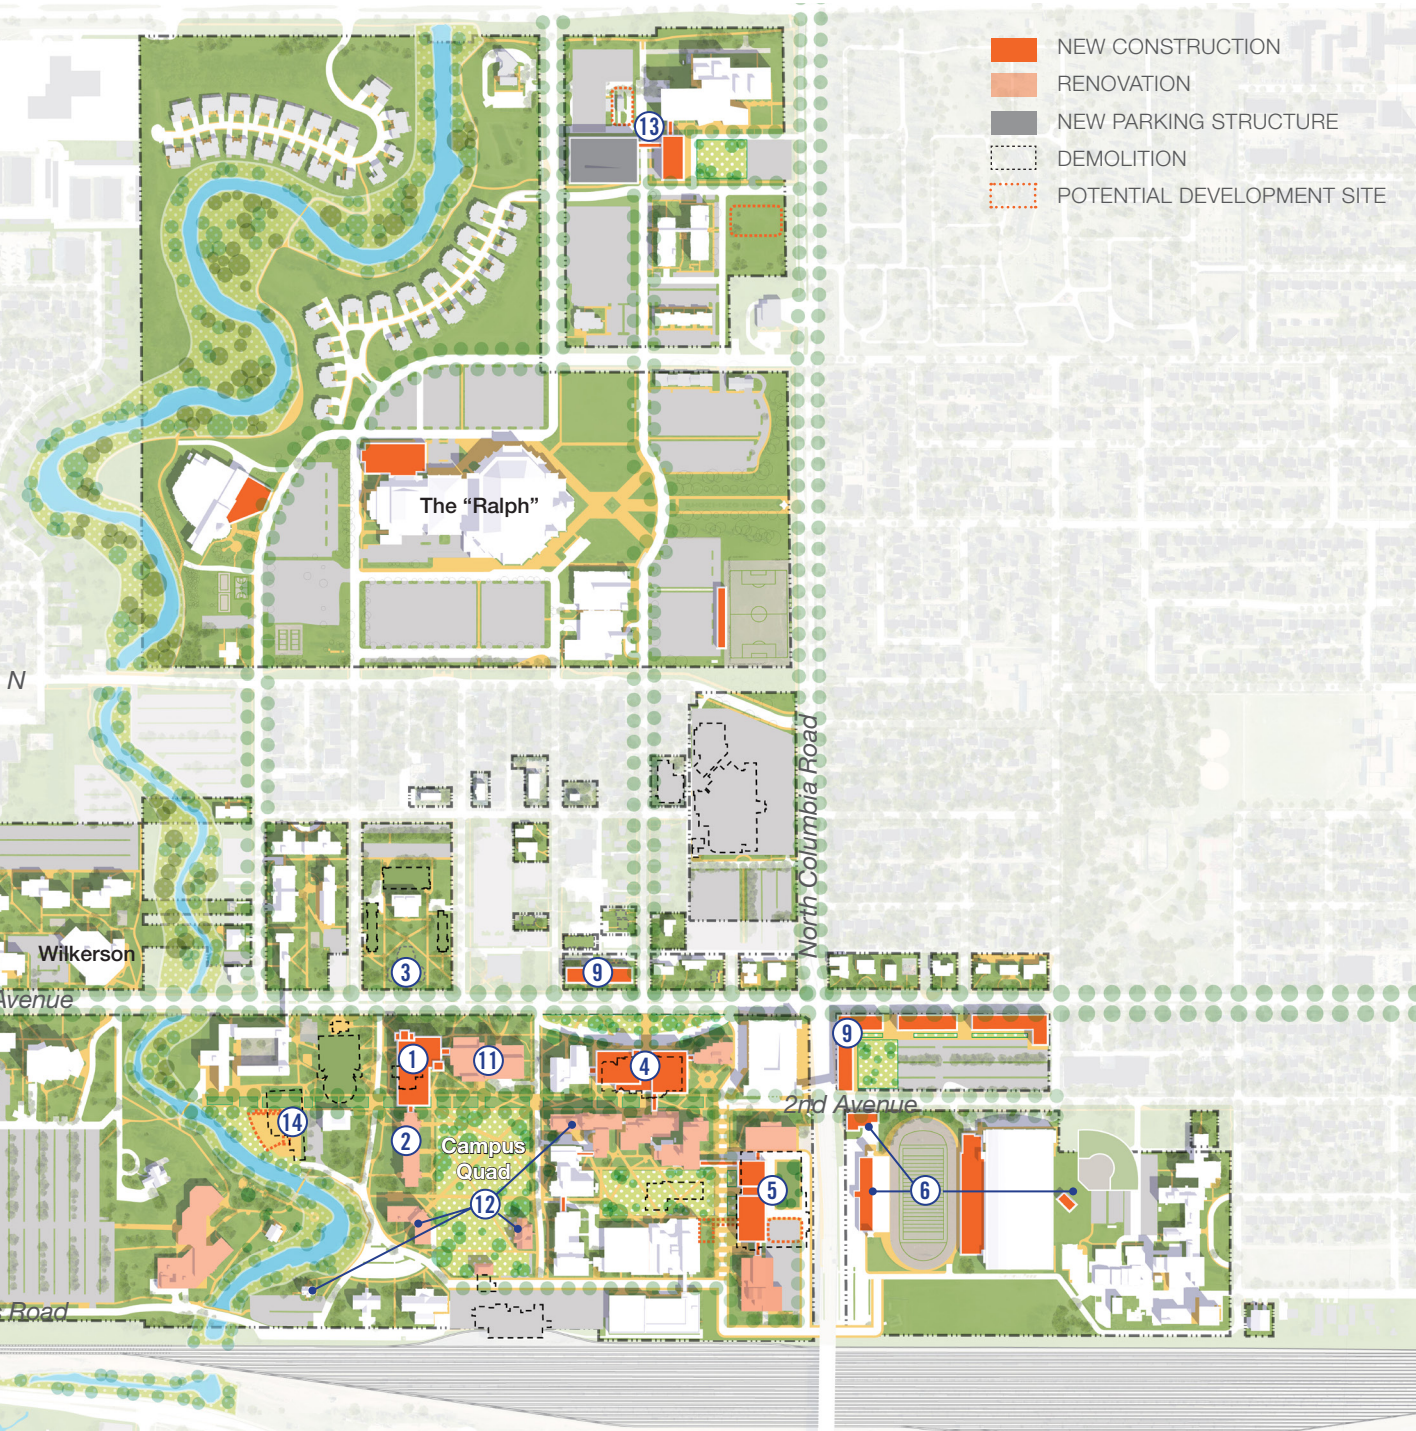 NEW CONSTRUCTION
RENOVATION
NEW PARKING STRUCTURE
DEMOLITION
POTENTIAL DEVELOPMENT SITE
13
The “Ralph”
N
North Columbia Road
Wilkerson
3
9
Avenue
9
1
11
4
2nd Avenue
14
2
Campus
Quad
5
6
12
Road